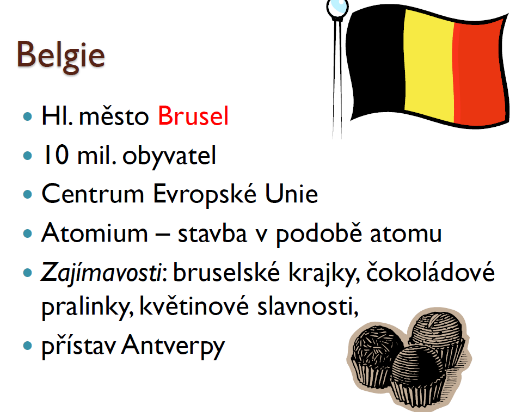 Belgie
• Hl. město Brusel
• 10 mil. obyvatel
• Centrum Evropské Unie
• Atomium – stavba v podobě atomu
• Zajímavosti: bruselské krajky, čokoládové
pralinky, květinové slavnosti,
• přístav Antverpy